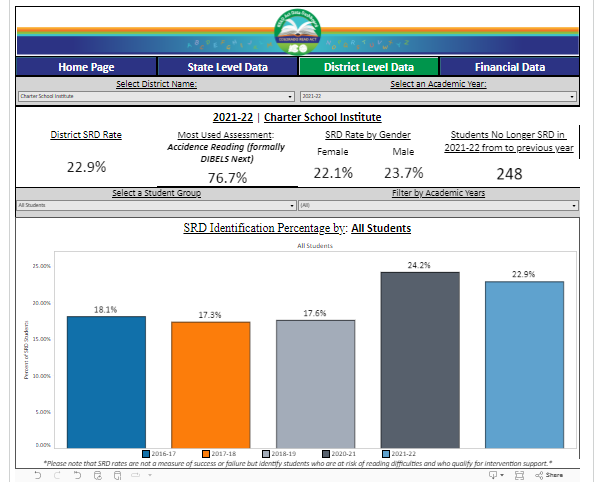 COLORADO READ ACT
Home Page
State Level Data
District Level Data
Financial Data
Select District Name:
Select an Academic Year:
Charter School Institute
2021-22
2021-22 | Charter School Institute
District SRD Rate
22.9%
Most Used Assessment:
Accidence Reading (formally
DIBELS Next)
76.7%
SRD Rate by Gender
Female
Male
22.1%
23.7%
Students No Longer SRD in
2021-22 from to previous year
248
Select a Student Group
Filter by Academic Years
All Students
(All)
SRD Identification Percentage by: All Students
All Students
Percent of SRD Students
25.00%
20.00%
15.00%
10.00%
5.00%
0.00%
18.1%
17.3%
17.6%
24.2%
22.9%
2016-17
2017-18
2018-19
2020-21
2021-22
*Please note that SRD rates are not a measure of success or failure but identify students who are at risk of reading difficulties and who qualify for intervention support.*
Share